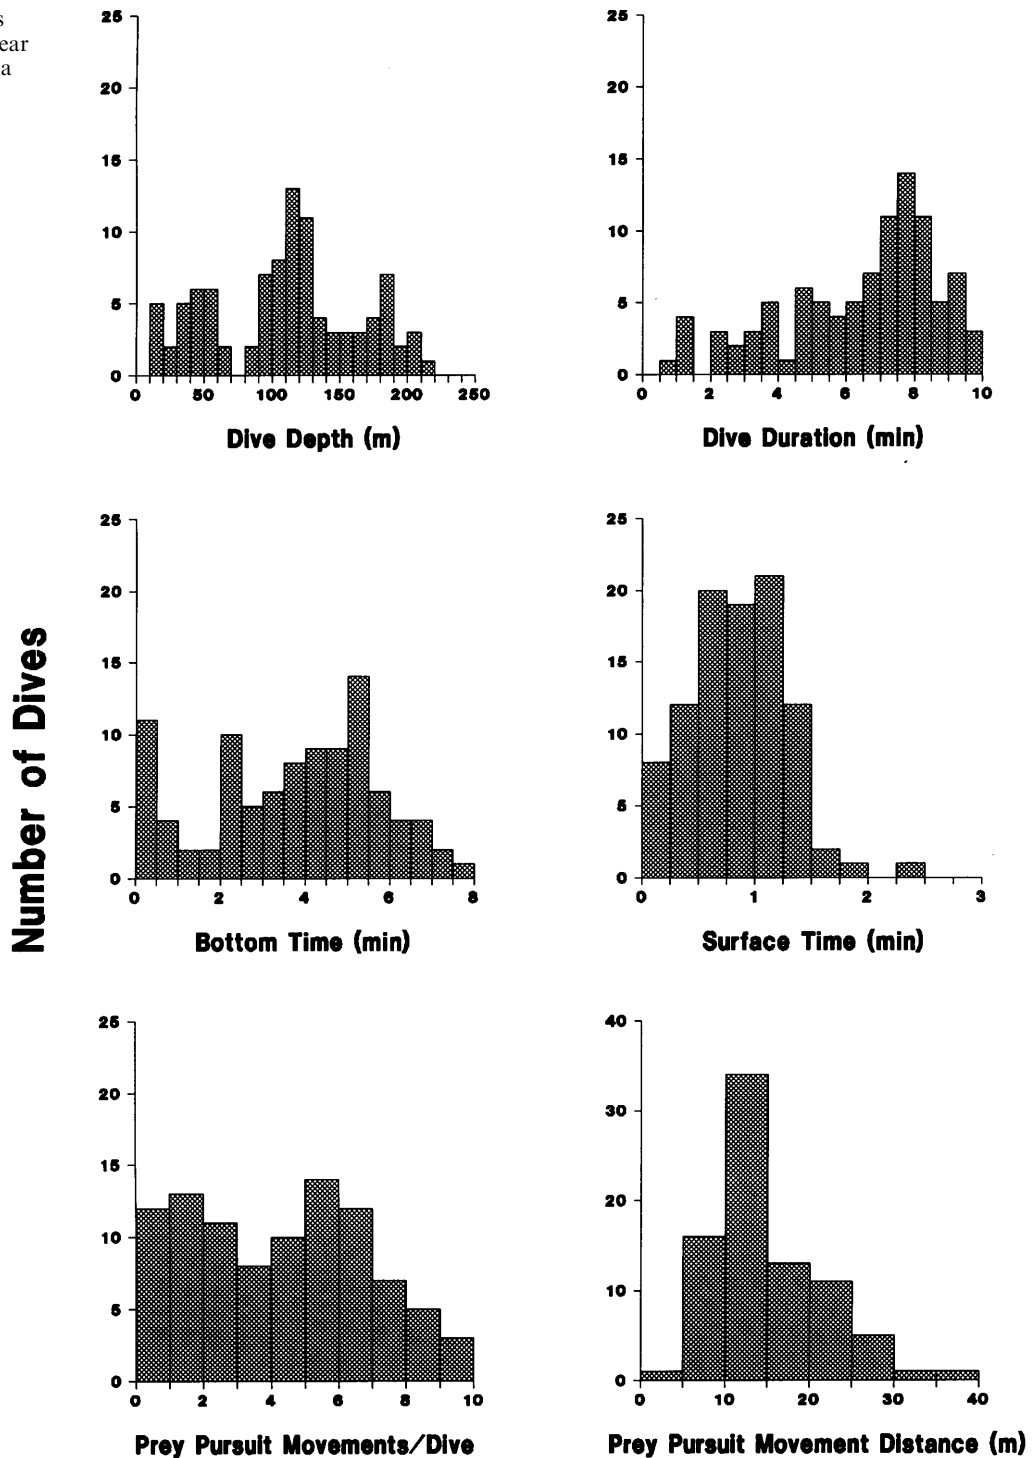 s
ear
a
25
20
15
10
5
0
0 50 100 150 200 250
Dive Depth (m)
25
20
15
10
5
0
0 2 4 6 8 10
Dive Duration (min)
Number of Dives
25
20
15
10
5
0
0 2 4 6 8
Bottom Time (min)
25
20
15
10
5
0
0 1 2 3
Surface Time (min)
25
20
15
10
5
0
0 2 4 6 8 10
Prey Pursuit Movements/Dive
40
30
20
10
0
0 10 20 30 40
Prey Pursuit Movement Distance (m)